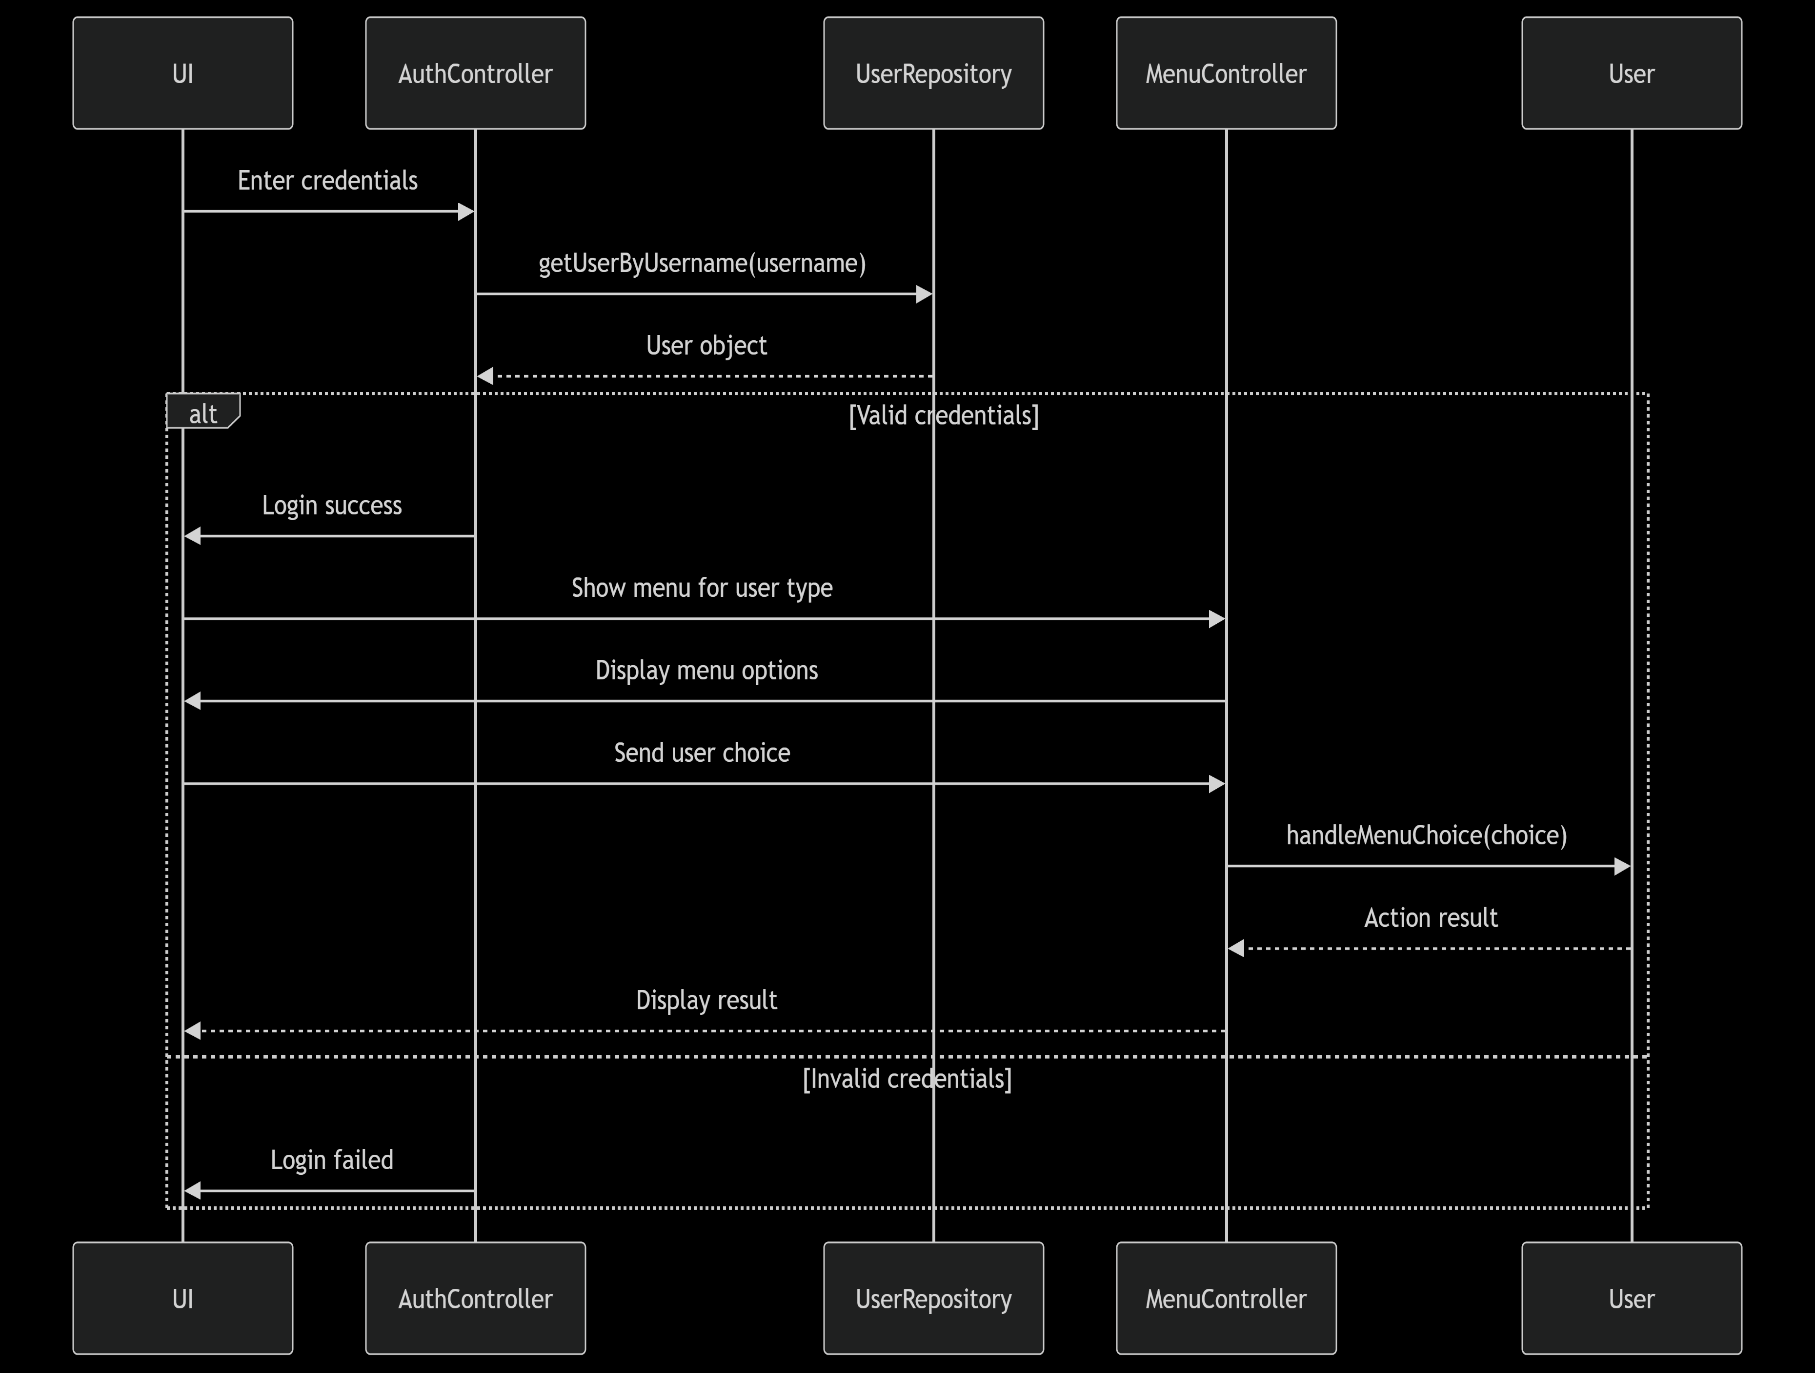 UI
AuthController
UserRepository
MenuController
User
Enter credentials
getUserByUsername(username)
User object
alt
[Valid credentials]
Login success
Show menu for user type
Display menu options
Send user choice
handleMenuChoice(choice)
Action result
Display result
[Invalid credentials]
Login failed
UI
AuthController
UserRepository
MenuController
User